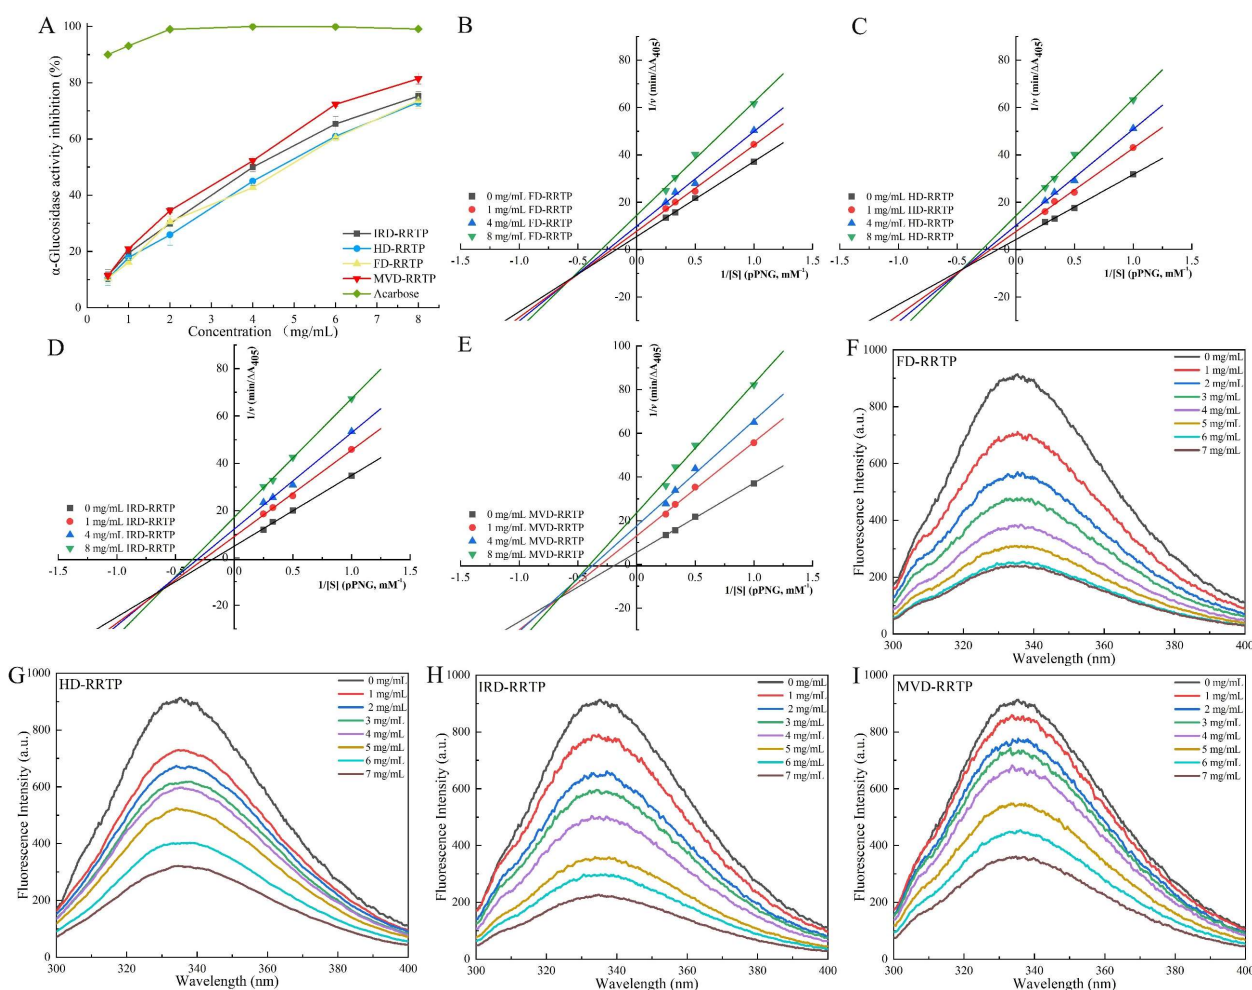 A
α-Glucosidase activity inhibition (%)
100
80
60
40
20
0
IRD-RRTP
HD-RRTP
FD-RRTP
MVD-RRTP
Acarbose
0 1 2 3 4 5 6 7 8
Concentration （mg/mL）
B
1/v (min/ΔA405)
80
60
40
20
0
-20
0 mg/mL FD-RRTP
1 mg/mL FD-RRTP
4 mg/mL FD-RRTP
8 mg/mL FD-RRTP
-1.5 -1.0 -0.5 0.0 0.5 1.0 1.5
1/[S] (pPNG, mM-1)
C
1/v (min/ΔA405)
80
60
40
20
0
-20
0 mg/mL HD-RRTP
1 mg/mL HD-RRTP
4 mg/mL HD-RRTP
8 mg/mL HD-RRTP
-1.5 -1.0 -0.5 0.0 0.5 1.0 1.5
1/[S] (pPNG, mM-1)
D
1/v (min/ΔA405)
80
60
40
20
0
-20
0 mg/mL IRD-RRTP
1 mg/mL IRD-RRTP
4 mg/mL IRD-RRTP
8 mg/mL IRD-RRTP
-1.5 -1.0 -0.5 0.0 0.5 1.0 1.5
1/[S] (pPNG, mM-1)
E
1/v (min/ΔA405)
100
80
60
40
20
0
-20
0 mg/mL MVD-RRTP
1 mg/mL MVD-RRTP
4 mg/mL MVD-RRTP
8 mg/mL MVD-RRTP
-1.5 -1.0 -0.5 0.0 0.5 1.0 1.5
1/[S] (pPNG, mM-1)
F
FD-RRTP
Fluorescence Intensity (a.u.)
1000
800
600
400
200
0
0 mg/mL
1 mg/mL
2 mg/mL
3 mg/mL
4 mg/mL
5 mg/mL
6 mg/mL
7 mg/mL
300 320 340 360 380 400
Wavelength (nm)
G
HD-RRTP
Fluorescence Intensity (a.u.)
1000
800
600
400
200
0
0 mg/mL
1 mg/mL
2 mg/mL
3 mg/mL
4 mg/mL
5 mg/mL
6 mg/mL
7 mg/mL
300 320 340 360 380 400
Wavelength (nm)
H
IRD-RRTP
Fluorescence Intensity (a.u.)
1000
800
600
400
200
0
0 mg/mL
1 mg/mL
2 mg/mL
3 mg/mL
4 mg/mL
5 mg/mL
6 mg/mL
7 mg/mL
300 320 340 360 380 400
Wavelength (nm)
I
MVD-RRTP
Fluorescence Intensity (a.u.)
1000
800
600
400
200
0
0 mg/mL
1 mg/mL
2 mg/mL
3 mg/mL
4 mg/mL
5 mg/mL
6 mg/mL
7 mg/mL
300 320 340 360 380 400
Wavelength (nm)